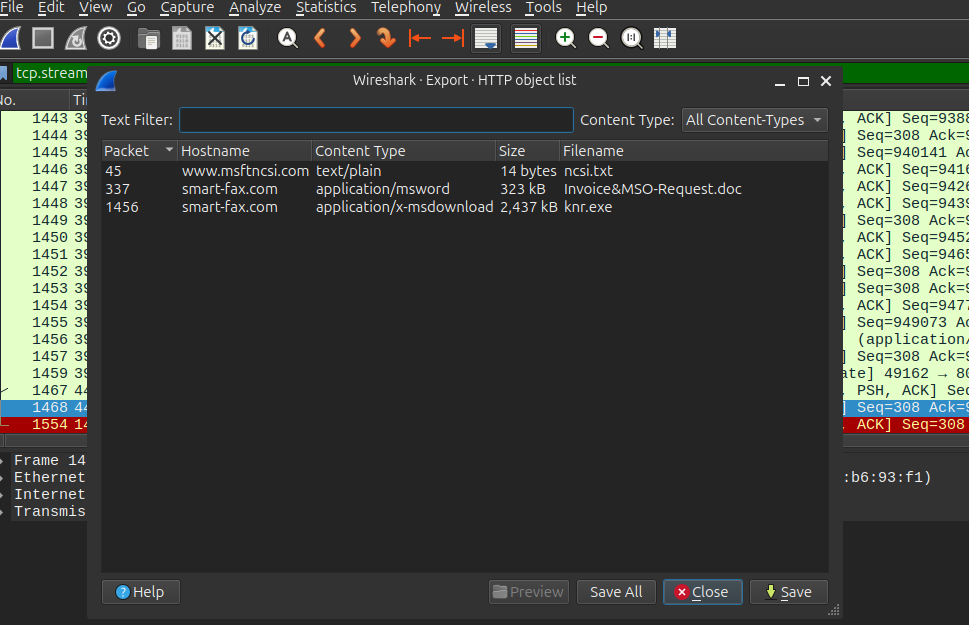 File Edit View Go Capture Analyze Statistics Telephony Wireless Tools Help
tcp.stream
Wireshark · Export · HTTP object list
Text Filter: Content Type: All Content-Types
No. Ti
Packet Hostname Content Type Size Filename
45 www.msftncsi.com text/plain 14 bytes ncsi.txt
337 smart-fax.com application/msword 323 kB Invoice&MSO-Request.doc
1456 smart-fax.com application/x-msdownload 2,437 kB knr.exe
1443 39 , ACK] Seq=9388
1444 39 ] Seq=308 Ack=9
1445 39 ] Seq=940141 Ac
1446 39 , ACK] Seq=9416
1447 39 , ACK] Seq=9426
1448 39 , ACK] Seq=9439
1449 39 ] Seq=308 Ack=9
1450 39 , ACK] Seq=9452
1451 39 , ACK] Seq=9465
1452 39 ] Seq=308 Ack=9
1453 39 ] Seq=308 Ack=9
1454 39 , ACK] Seq=9477
1455 39 ] Seq=949073 Ac
1456 39 (application/
1457 39 ] Seq=308 Ack=9
1459 39 ate] 49162 → 80
1467 44 , PSH, ACK] Seq
1468 44 ] Seq=308 Ack=9
1554 14 , ACK] Seq=308
Frame 14
Ethernet :b6:93:f1)
Internet
Transmis
Help Preview Save All Close Save